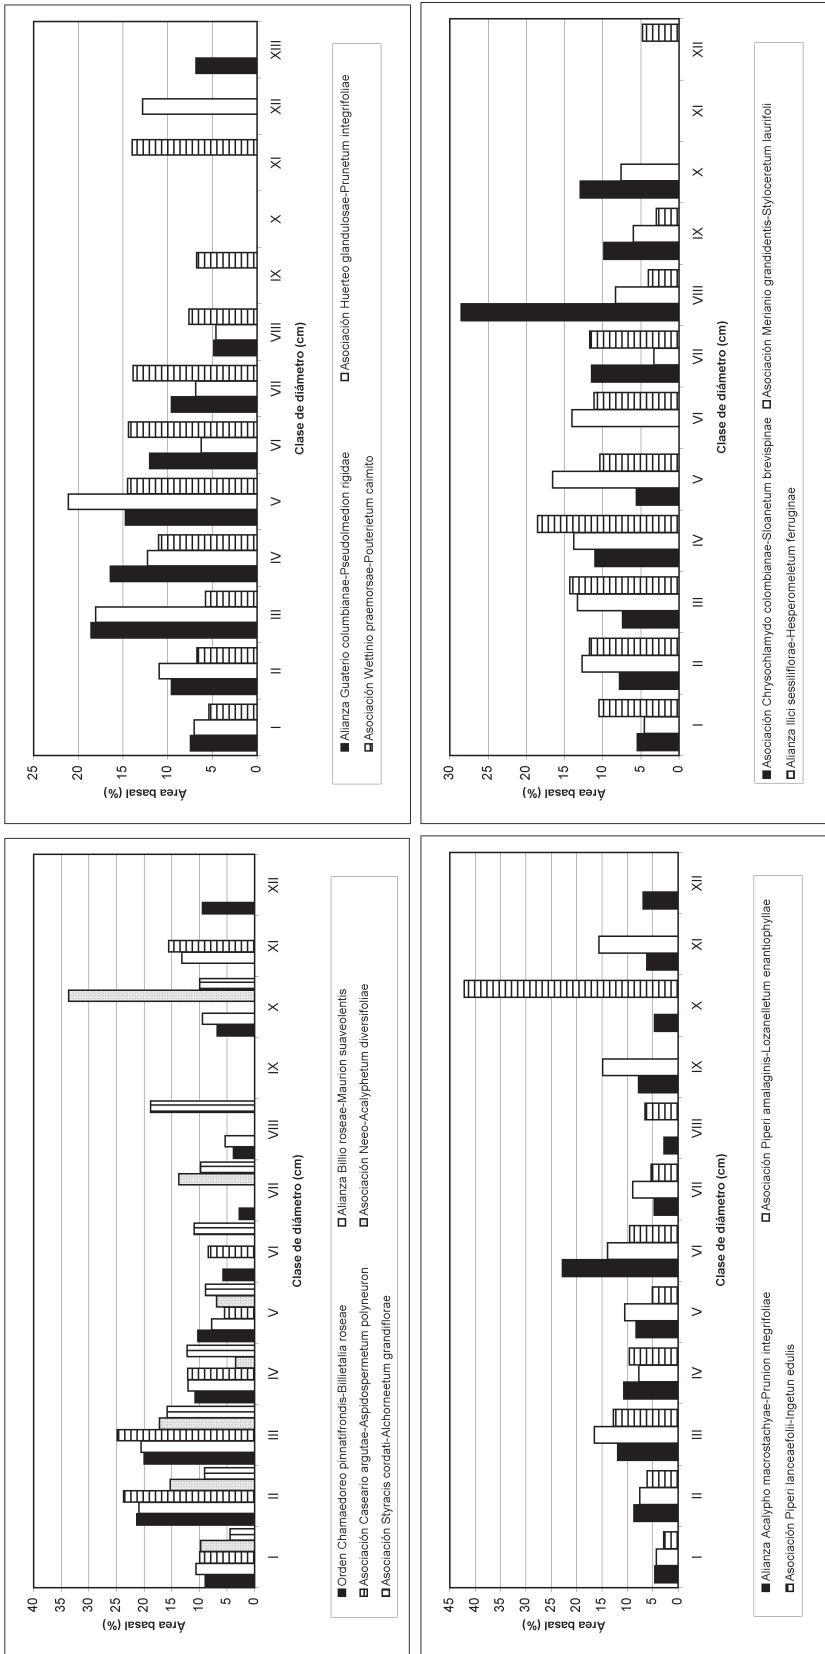 Área basal (%)
40
35
30
25
20
15
10
5
0
I II III IV V VI VII VIII IX X XI XII
Clase de diámetro (cm)
Orden Chamaedoreo pinnatifrondis-Billietalia roseae
Alianza Billio roseae-Maurion suaveolentis
Asociación Caseario argutae-Aspidospermetum polyneuron
Asociación Neeo-Acalyphetum diversifoliae
Asociación Styracis cordati-Alchorneetum grandiflorae
Área basal (%)
25
20
15
10
5
0
I II III IV V VI VII VIII IX X XI XII XIII
Clase de diámetro (cm)
Alianza Guaterio columbianae-Pseudolmedion rigidae
Asociación Huerteo glandulosae-Prunetum integrifoliae
Asociación Wettinio praemorsae-Pouterietum caimito
Área basal (%)
45
40
35
30
25
20
15
10
5
0
I II III IV V VI VII VIII IX X XI XII
Clase de diámetro (cm)
Alianza Acalypho macrostachyae-Prunion integrifoliae
Asociación Piperi amalaginis-Lozanelletum enantiophyllae
Asociación Piperi lanceaefolii-Ingetun edulis
Área basal (%)
30
25
20
15
10
5
0
I II III IV V VI VII VIII IX X XI XII
Clase de diámetro (cm)
Asociación Chrysochlamydo colombianae-Sloanetum brevispinae
Asociación Merianio grandidentis-Styloceretum laurifoli
Alianza Ilici sessiliflorae-Hesperomeletum ferruginae